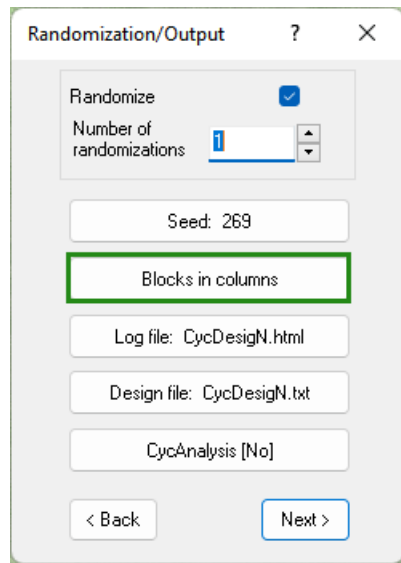 Randomization/Output ? ×
Randomize
Number of
randomizations 1
Seed: 269
Blocks in columns
Log file: CycDesigN.html
Design file: CycDesigN.txt
CycAnalysis [No]
< Back Next >